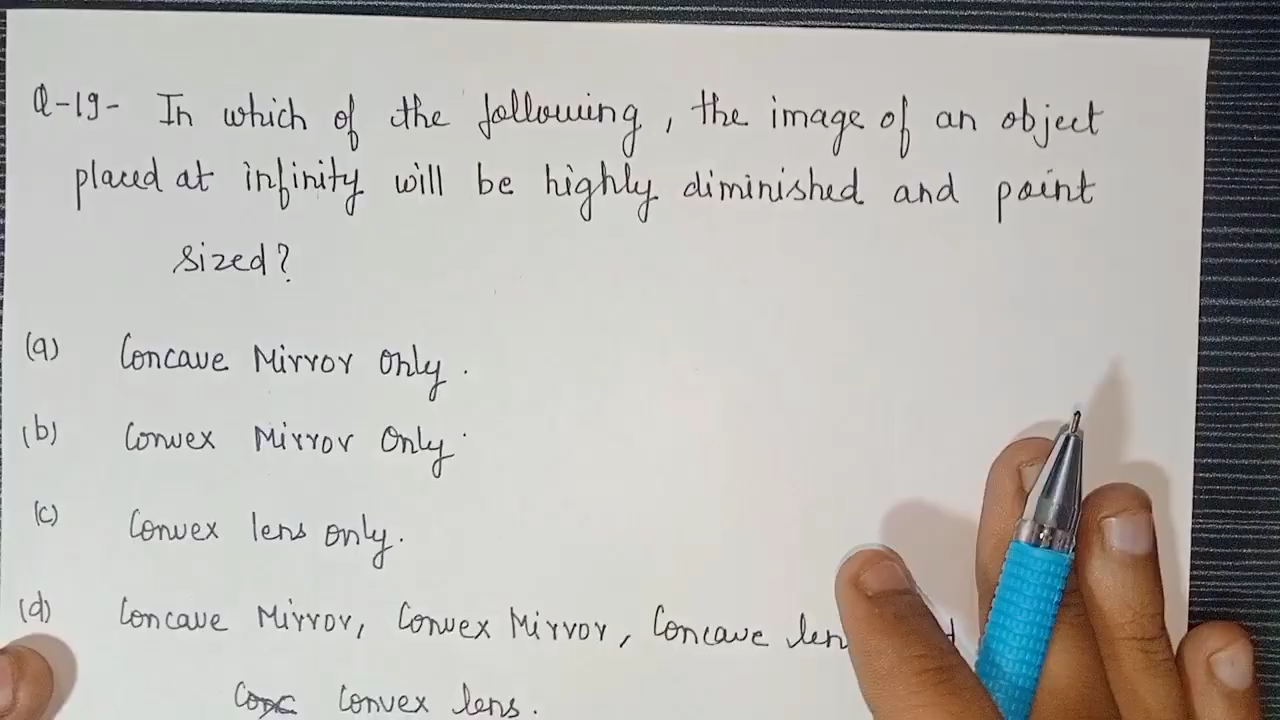 Q-19- In which of the following, the image of an object
placed at infinity will be highly diminished and point
sized?
(a) Concave Mirror Only.
(b) Convex Mirror Only.
(c) Convex lens only.
(d) Concave Mirror, Convex Mirror, Concave
Convex lens.